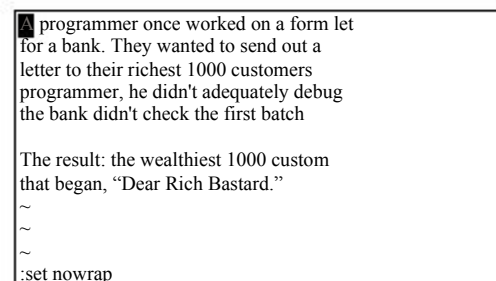 A programmer once worked on a form let
for a bank. They wanted to send out a
letter to their richest 1000 customers
programmer, he didn't adequately debug
the bank didn't check the first batch

The result: the wealthiest 1000 custom
that began, “Dear Rich Bastard.”
~
~
~
:set nowrap